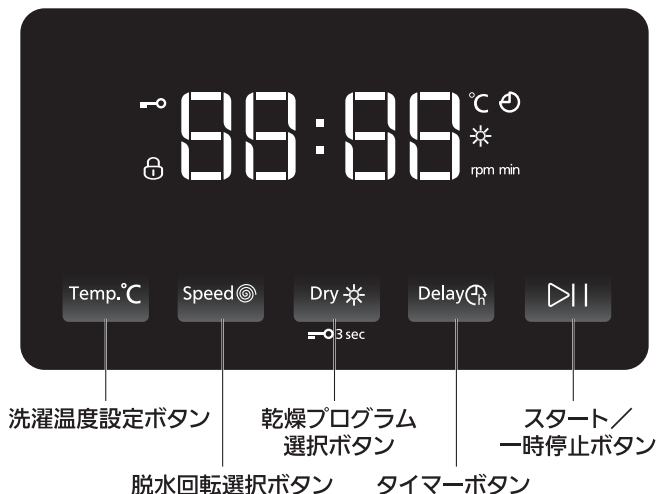 88:88 ℃
rpm min
Temp.℃ Speed Dry Delay h
3 sec
洗濯温度設定ボタン
乾燥プログラム
選択ボタン
スタート／
一時停止ボタン
脱水回転選択ボタン
タイマーボタン